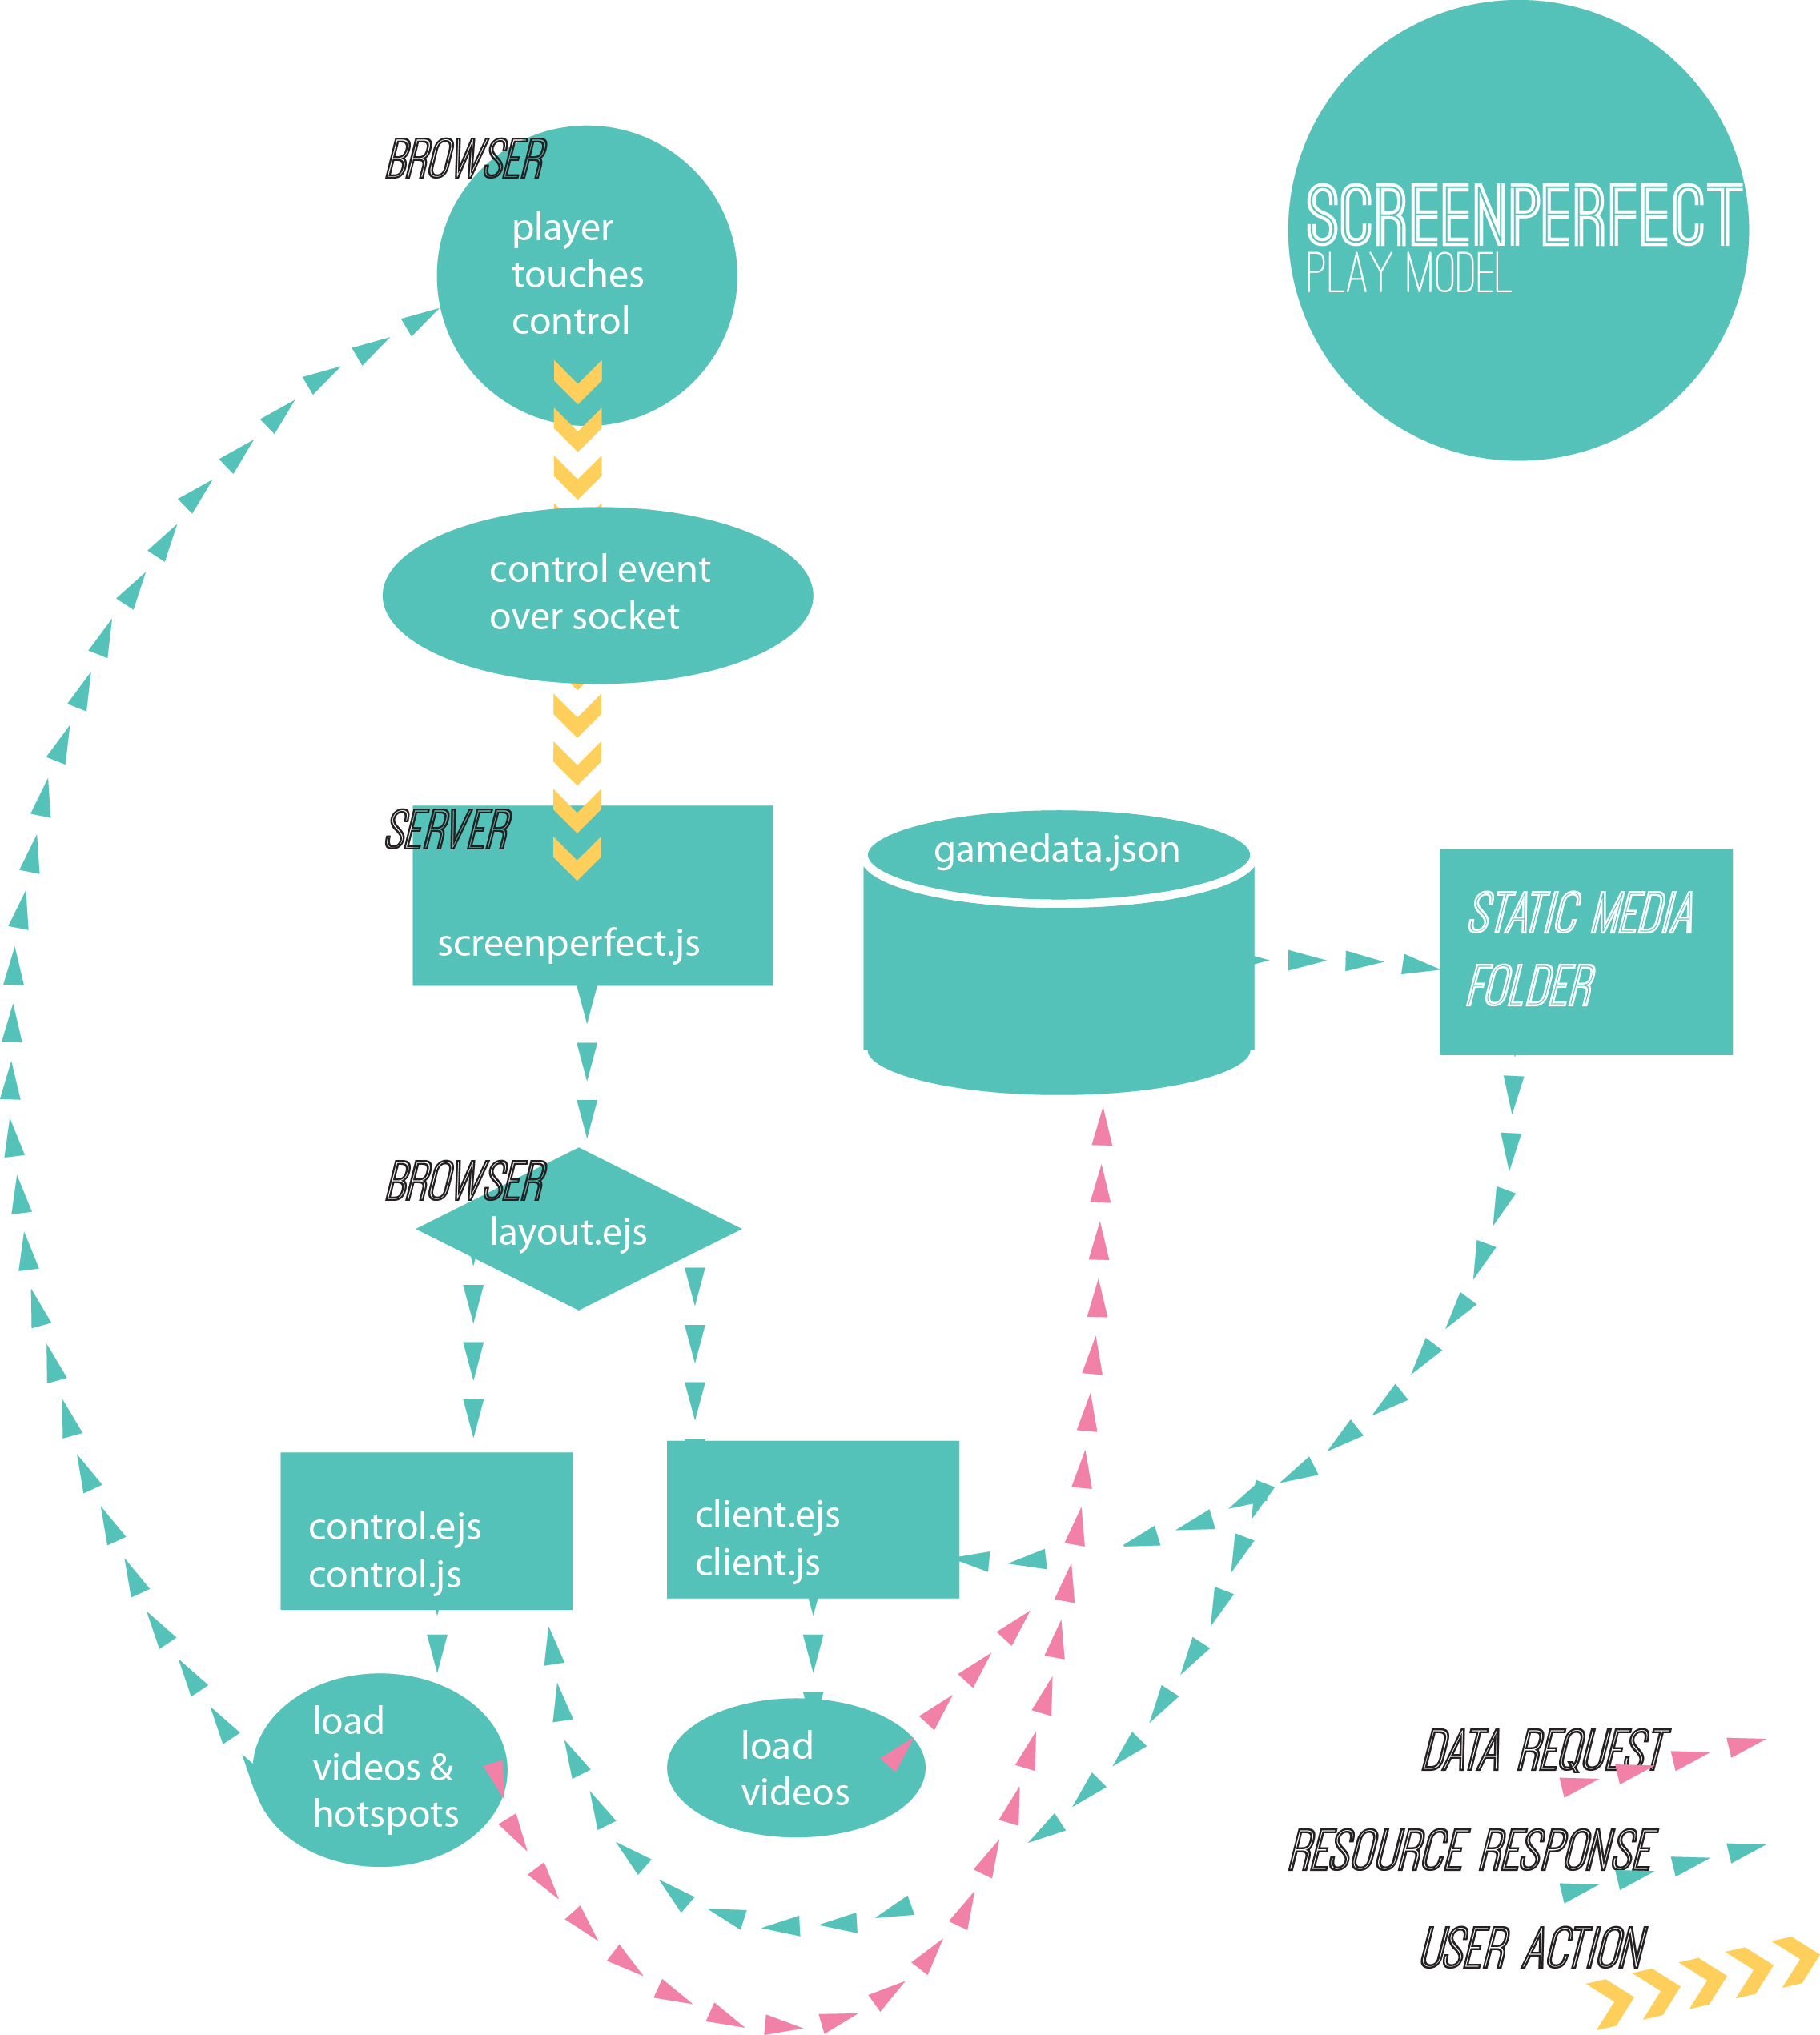 SCREENPERFECT
PLAY MODEL
BROWSER
player
touches
control
control event
over socket
SERVER
screenperfect.js
gamedata.json
STATIC MEDIA
FOLDER
BROWSER
layout.ejs
control.ejs
control.js
client.ejs
client.js
load
videos &
hotspots
load
videos
DATA REQUEST
RESOURCE RESPONSE
USER ACTION